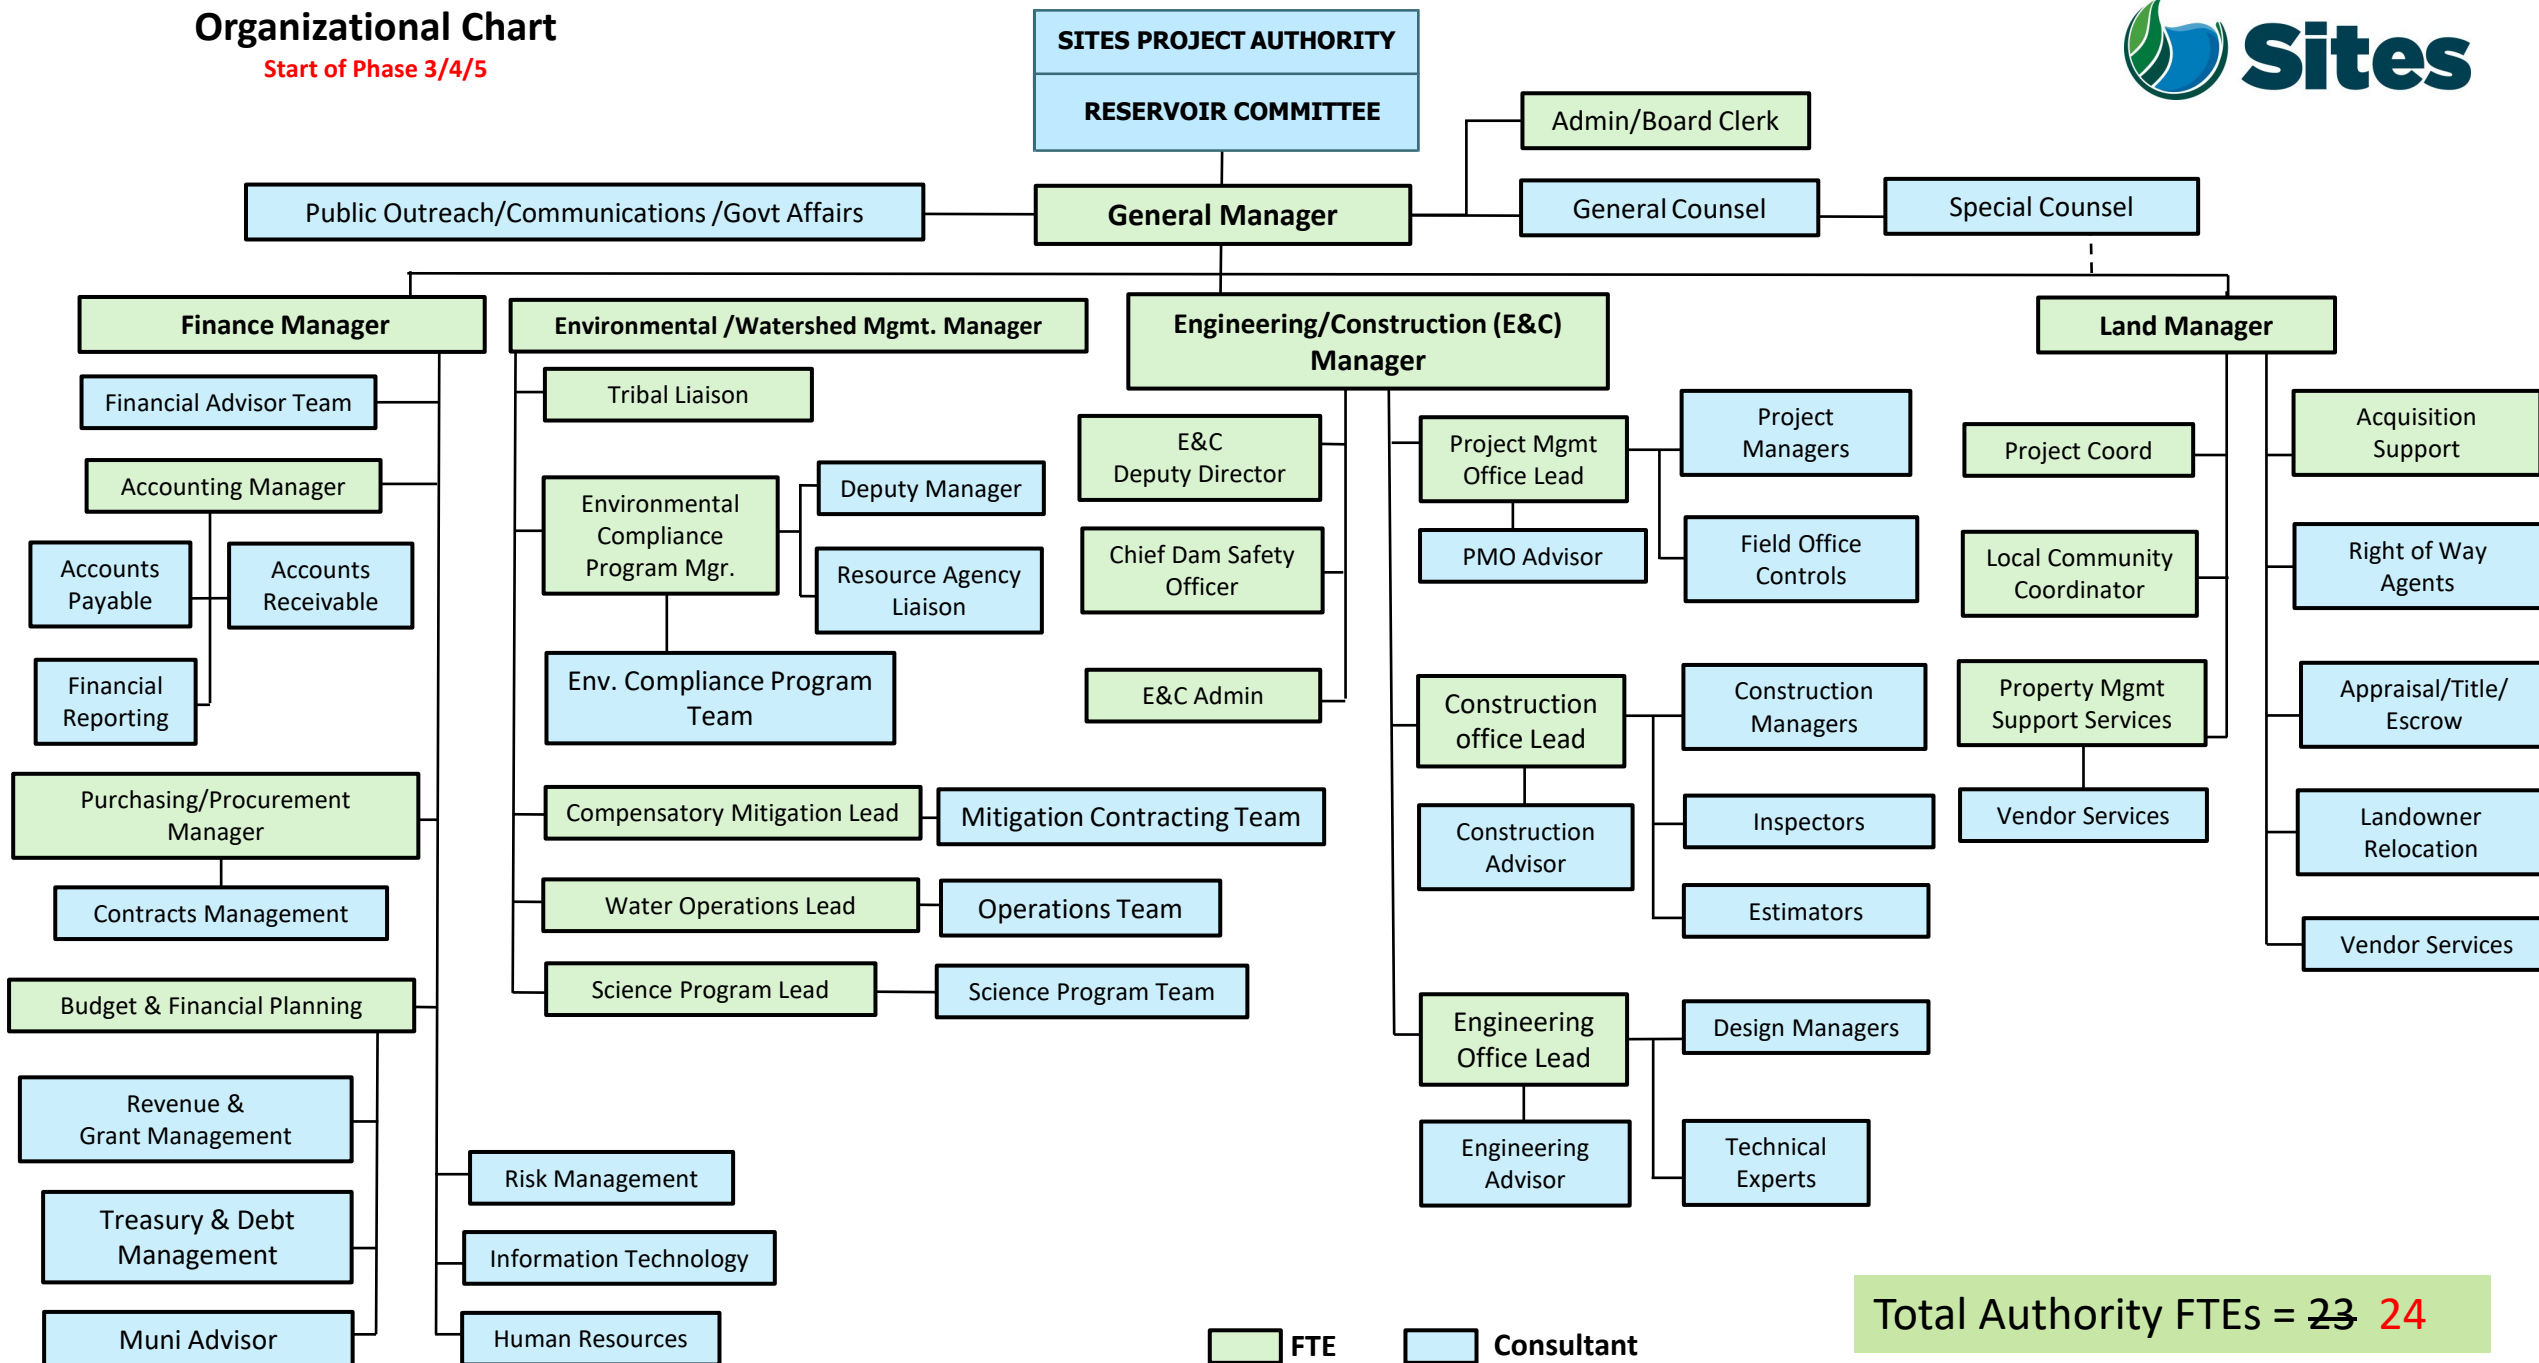 Organizational Chart
Start of Phase 3/4/5
SITES PROJECT AUTHORITY
RESERVOIR COMMITTEE
Sites
Admin/Board Clerk
Public Outreach/Communications /Govt Affairs
General Manager
General Counsel
Special Counsel
Finance Manager
Environmental /Watershed Mgmt. Manager
Engineering/Construction (E&C)
Manager
Land Manager
Financial Advisor Team
Accounting Manager
Accounts
Payable
Accounts
Receivable
Financial
Reporting
Purchasing/Procurement
Manager
Contracts Management
Budget & Financial Planning
Revenue &
Grant Management
Treasury & Debt
Management
Muni Advisor
Risk Management
Information Technology
Human Resources
Tribal Liaison
Environmental
Compliance
Program Mgr.
Deputy Manager
Resource Agency
Liaison
Env. Compliance Program
Team
Compensatory Mitigation Lead
Mitigation Contracting Team
Water Operations Lead
Operations Team
Science Program Lead
Science Program Team
E&C
Deputy Director
Chief Dam Safety
Officer
E&C Admin
Project Mgmt
Office Lead
Project
Managers
PMO Advisor
Field Office
Controls
Construction
office Lead
Construction
Managers
Construction
Advisor
Inspectors
Estimators
Engineering
Office Lead
Design Managers
Engineering
Advisor
Technical
Experts
Project Coord
Local Community
Coordinator
Property Mgmt
Support Services
Vendor Services
Acquisition
Support
Right of Way
Agents
Appraisal/Title/
Escrow
Landowner
Relocation
Vendor Services
FTE
Consultant
Total Authority FTEs = 23 24